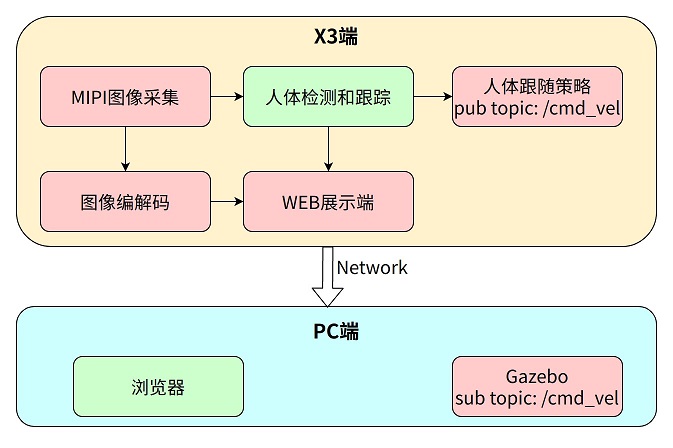 X3端
MIPI图像采集
人体检测和跟踪
人体跟随策略
pub topic: /cmd_vel
图像编解码
WEB展示端
Network
PC端
浏览器
Gazebo
sub topic: /cmd_vel